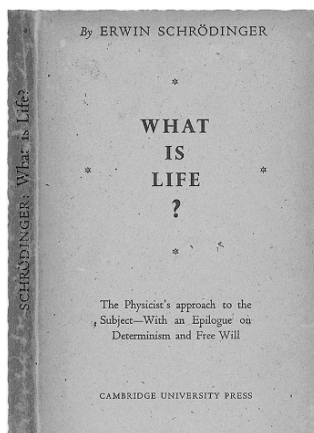 By ERWIN SCHRÖDINGER
WHAT
IS
LIFE
?
The Physicist's approach to the
Subject—With an Epilogue on
Determinism and Free Will
CAMBRIDGE UNIVERSITY PRESS
SCHRÖDINGER: What is Life?